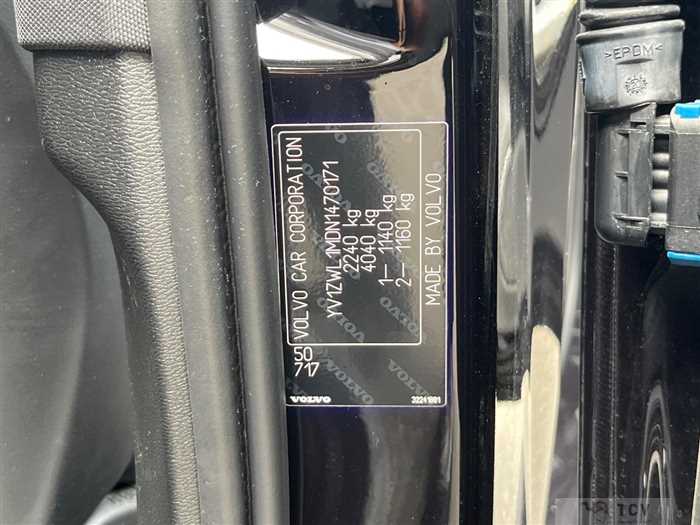 VOLVO CAR CORPORATION
YV1ZWL1MDN1470171
2240 kg
4040 kg
1– 1140 kg
2– 1160 kg
MADE BY VOLVO
50
717
VOLVO
>EPDM<
TCV